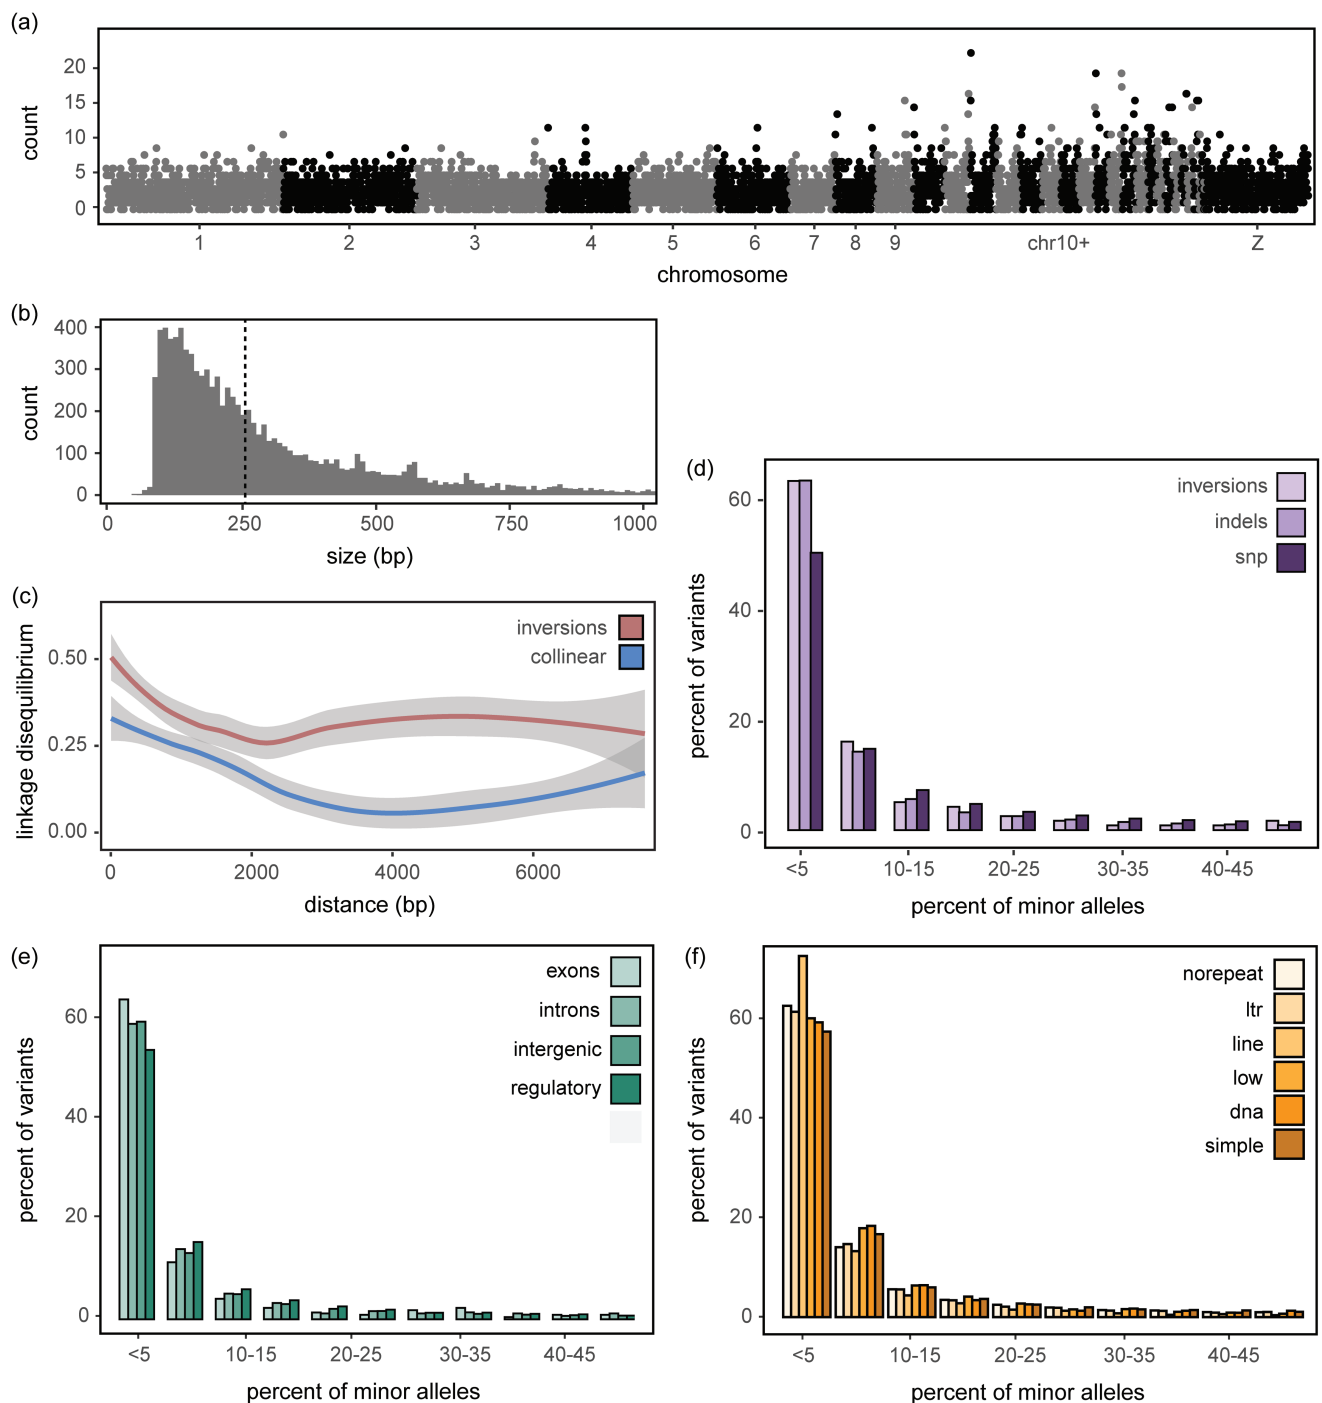 (a)
count
20
15
10
5
0
1 2 3 4 5 6 7 8 9 chr10+ Z
chromosome
(b)
count
400
300
200
100
0
0 250 500 750 1000
size (bp)
(c)
linkage disequilibrium
inversions
collinear
0.50
0.25
0.00
0 2000 4000 6000
distance (bp)
(d)
percent of variants
inversions
indels
snp
60
40
20
0
<5 10-15 20-25 30-35 40-45
percent of minor alleles
(e)
percent of variants
exons
introns
intergenic
regulatory
60
40
20
0
<5 10-15 20-25 30-35 40-45
percent of minor alleles
(f)
percent of variants
norepeat
ltr
line
low
dna
simple
60
40
20
0
<5 10-15 20-25 30-35 40-45
percent of minor alleles